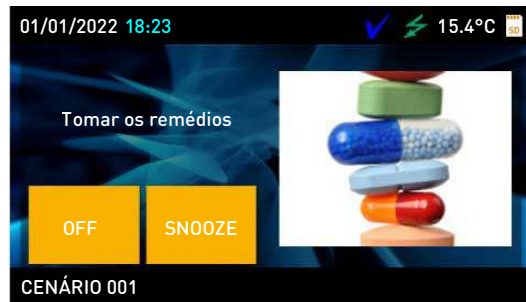 01/01/2022 18:23 15.4°C SD
Tomar os remédios
OFF SNOOZE
CENÁRIO 001